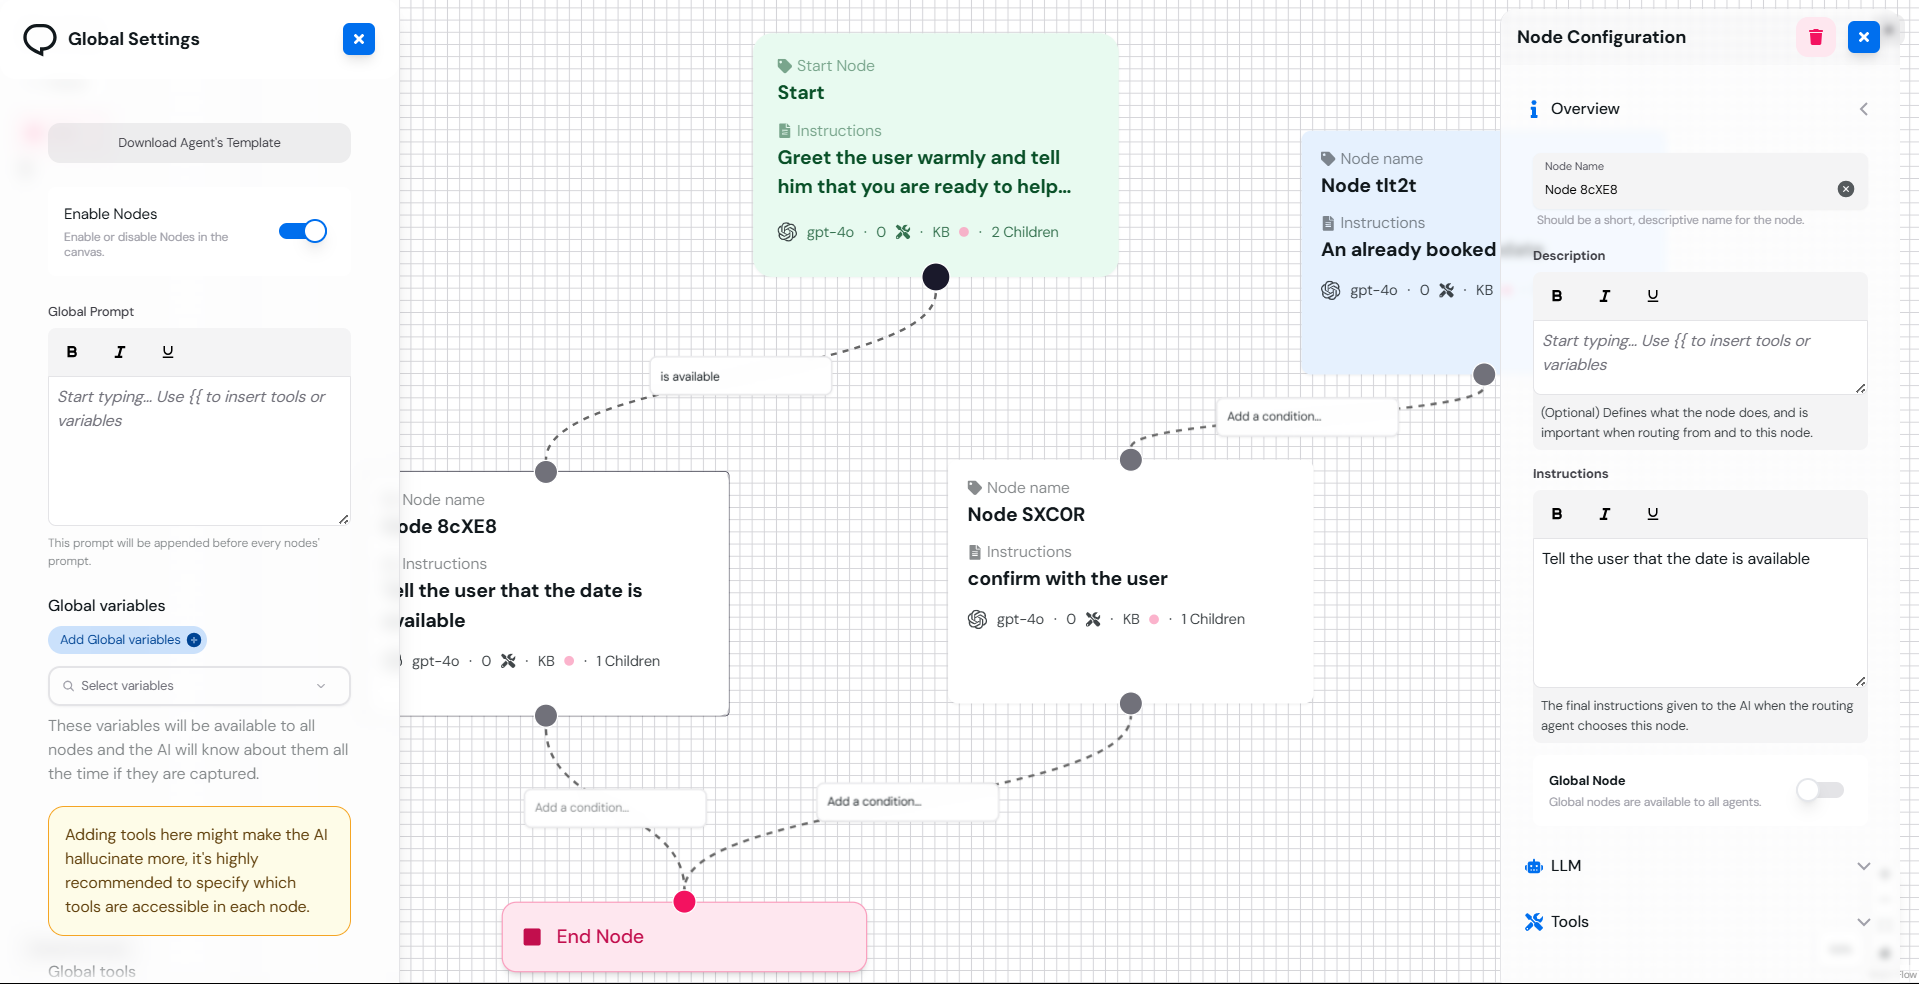 Global Settings
Download Agent's Template
Enable Nodes
Enable or disable Nodes in the
canvas.
Global Prompt
B I U
Start typing... Use {{ to insert tools or
variables
This prompt will be appended before every nodes'
prompt.
Global variables
Add Global variables
Select variables
These variables will be available to all
nodes and the AI will know about them all
the time if they are captured.
Adding tools here might make the AI
hallucinate more, it's highly
recommended to specify which
tools are accessible in each node.
Global tools
Start Node
Start
Instructions
Greet the user warmly and tell
him that you are ready to help...
gpt-4o · 0 · KB · 2 Children
is available
Node name
Node tlt2t
Instructions
An already booked
gpt-4o · 0 · KB
Add a condition...
Node name
ode 8cXE8
Instructions
ell the user that the date is
vailable
gpt-4o · 0 · KB · 1 Children
Node name
Node SXC0R
Instructions
confirm with the user
gpt-4o · 0 · KB · 1 Children
Add a condition...
Add a condition...
End Node
Node Configuration
Overview
Node Name
Node 8cXE8
Should be a short, descriptive name for the node.
Description
B I U
Start typing... Use {{ to insert tools or
variables
(Optional) Defines what the node does, and is
important when routing from and to this node.
Instructions
B I U
Tell the user that the date is available
The final instructions given to the AI when the routing
agent chooses this node.
Global Node
Global nodes are available to all agents.
LLM
Tools